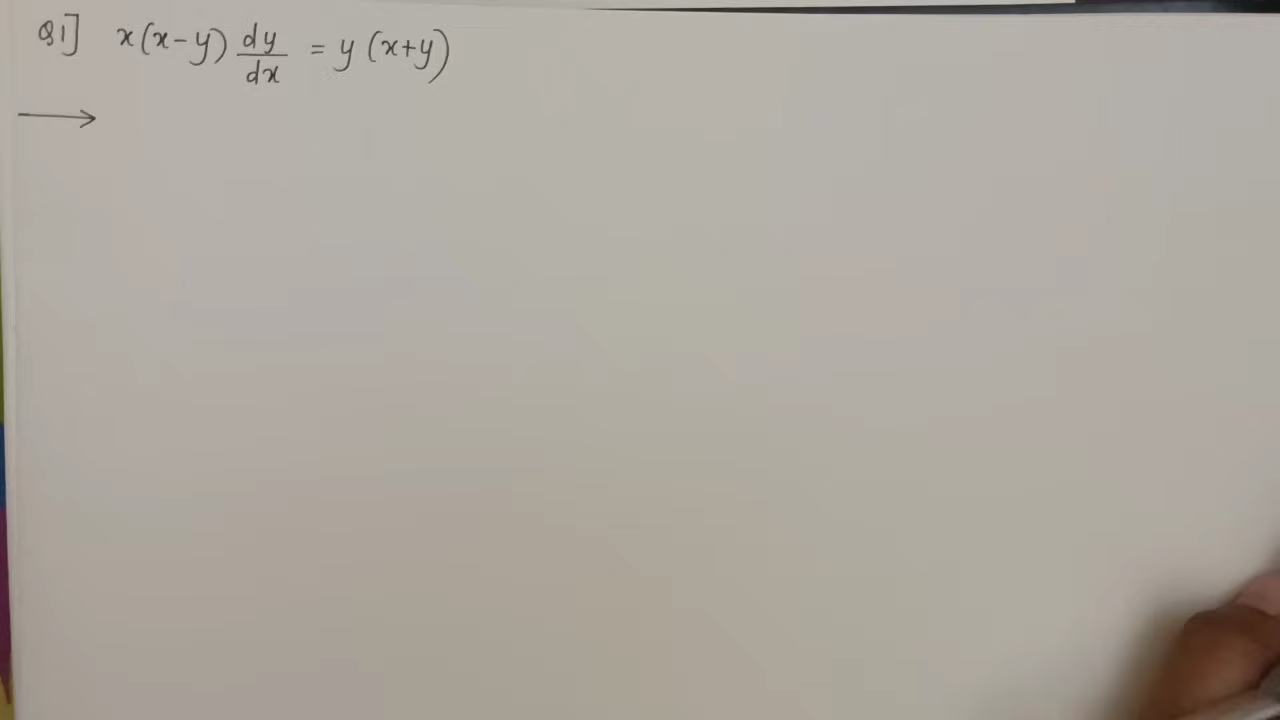 Q1] x(x-y) dy/dx = y (x+y)
→